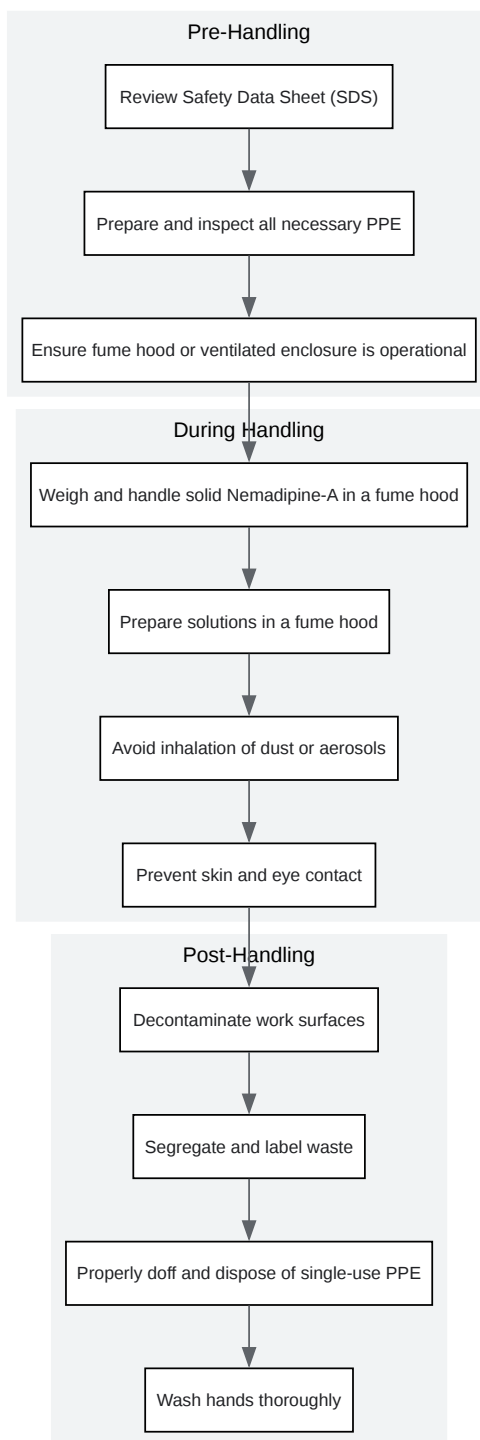 Pre-Handling
Review Safety Data Sheet (SDS)
Prepare and inspect all necessary PPE
Ensure fume hood or ventilated enclosure is operational
During Handling
Weigh and handle solid Nemadipine-A in a fume hood
Prepare solutions in a fume hood
Avoid inhalation of dust or aerosols
Prevent skin and eye contact
Post-Handling
Decontaminate work surfaces
Segregate and label waste
Properly doff and dispose of single-use PPE
Wash hands thoroughly